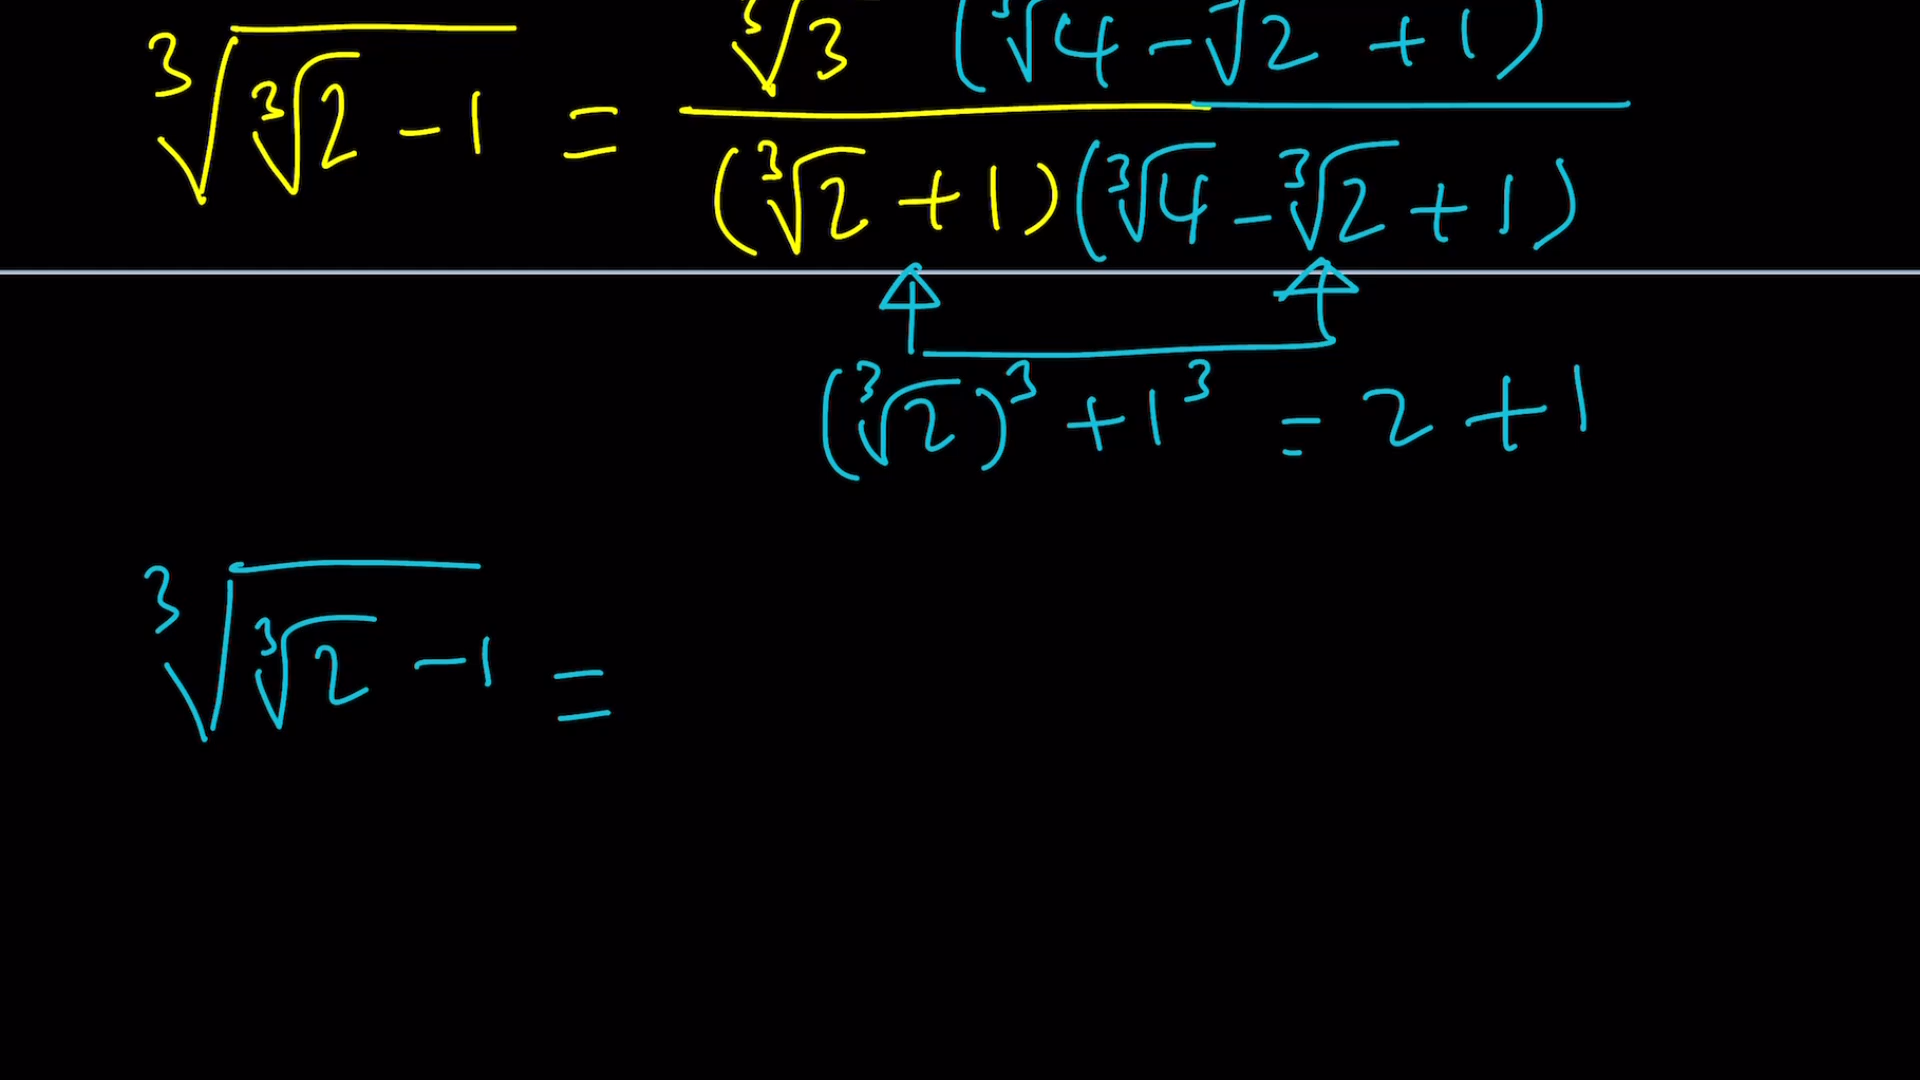 ∛(∛2 - 1) = ∛3 (∛4 - ∛2 + 1) / (∛2 + 1)(∛4 - ∛2 + 1)
(∛2)³ + 1³ = 2 + 1
∛(∛2 - 1) =